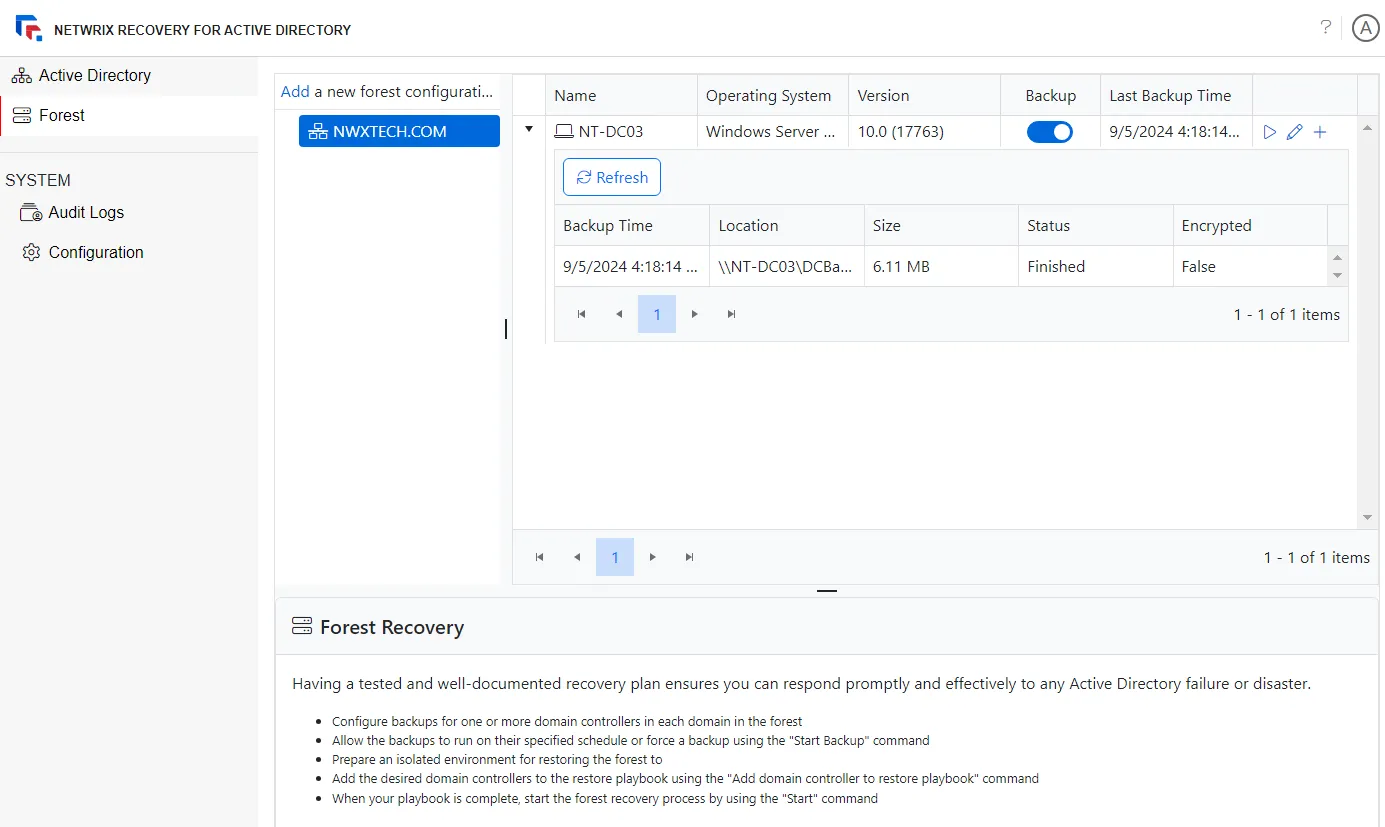 NETWRIX RECOVERY FOR ACTIVE DIRECTORY
? A
Active Directory
Forest
SYSTEM
Audit Logs
Configuration
Add a new forest configurati...
NWXTECH.COM
Name Operating System Version Backup Last Backup Time
NT-DC03 Windows Server ... 10.0 (17763) 9/5/2024 4:18:14...
Refresh
Backup Time Location Size Status Encrypted
9/5/2024 4:18:14 ... \\NT-DC03\DCBa... 6.11 MB Finished False
1 1 - 1 of 1 items
1 1 - 1 of 1 items
Forest Recovery
Having a tested and well-documented recovery plan ensures you can respond promptly and effectively to any Active Directory failure or disaster.
• Configure backups for one or more domain controllers in each domain in the forest
• Allow the backups to run on their specified schedule or force a backup using the "Start Backup" command
• Prepare an isolated environment for restoring the forest to
• Add the desired domain controllers to the restore playbook using the "Add domain controller to restore playbook" command
• When your playbook is complete, start the forest recovery process by using the "Start" command